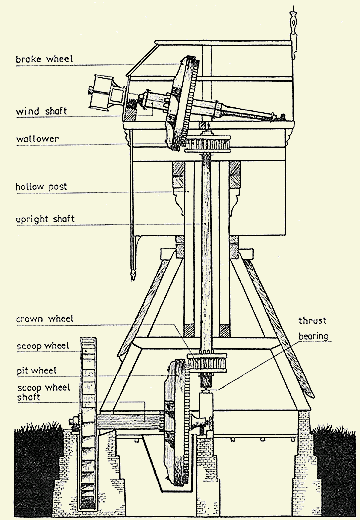 brake wheel
wind shaft
wallower
hollow post
upright shaft
crown wheel
thrust
bearing
scoop wheel
pit wheel
scoop wheel
shaft